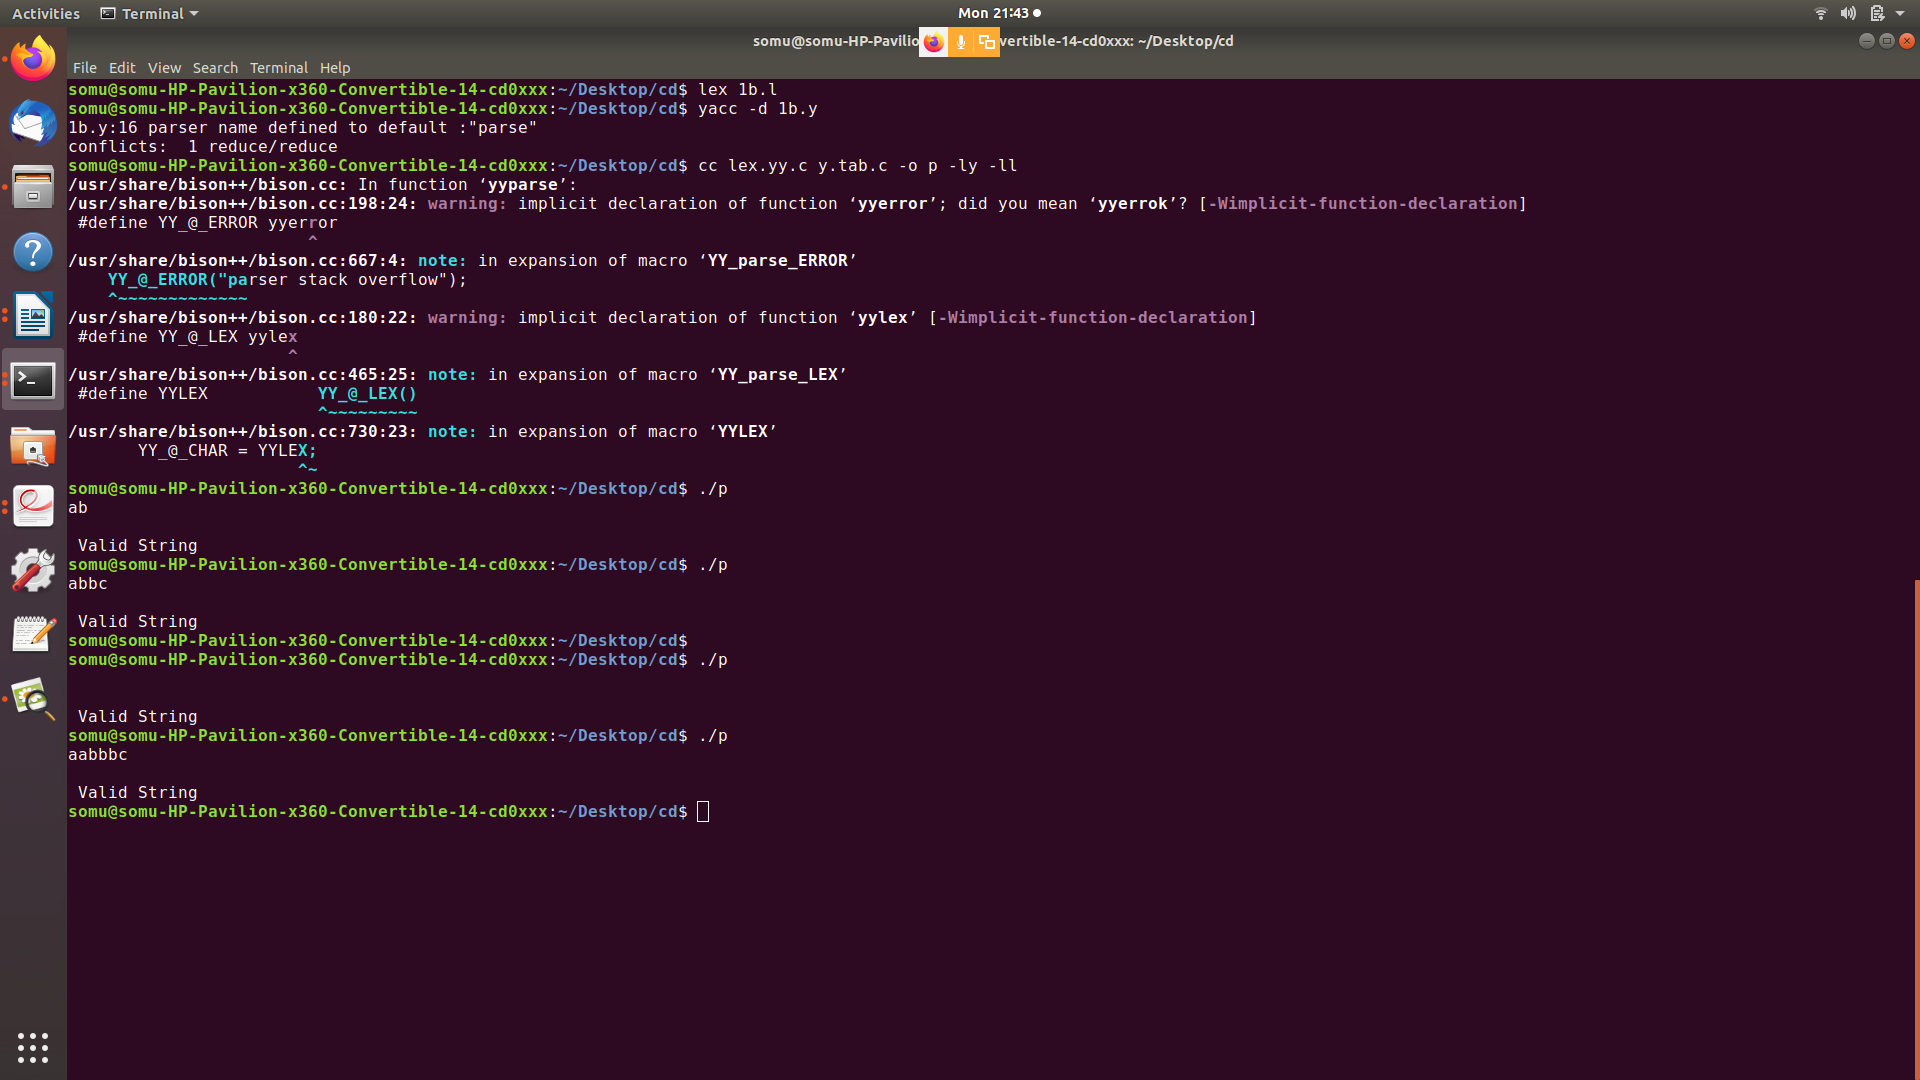 Activities Terminal Mon 21:43
somu@somu-HP-Pavilio vertible-14-cd0xxx: ~/Desktop/cd
File Edit View Search Terminal Help
somu@somu-HP-Pavilion-x360-Convertible-14-cd0xxx:~/Desktop/cd$ lex 1b.l
somu@somu-HP-Pavilion-x360-Convertible-14-cd0xxx:~/Desktop/cd$ yacc -d 1b.y
1b.y:16 parser name defined to default :"parse"
conflicts:  1 reduce/reduce
somu@somu-HP-Pavilion-x360-Convertible-14-cd0xxx:~/Desktop/cd$ cc lex.yy.c y.tab.c -o p -ly -ll
/usr/share/bison++/bison.cc: In function ‘yyparse’:
/usr/share/bison++/bison.cc:198:24: warning: implicit declaration of function ‘yyerror’; did you mean ‘yyerrok’? [-Wimplicit-function-declaration]
 #define YY_@_ERROR yyerror
                        ^
/usr/share/bison++/bison.cc:667:4: note: in expansion of macro ‘YY_parse_ERROR’
    YY_@_ERROR("parser stack overflow");
    ^~~~~~~~~~~~~~
/usr/share/bison++/bison.cc:180:22: warning: implicit declaration of function ‘yylex’ [-Wimplicit-function-declaration]
 #define YY_@_LEX yylex
                      ^
/usr/share/bison++/bison.cc:465:25: note: in expansion of macro ‘YY_parse_LEX’
 #define YYLEX           YY_@_LEX()
                         ^~~~~~~~~~
/usr/share/bison++/bison.cc:730:23: note: in expansion of macro ‘YYLEX’
       YY_@_CHAR = YYLEX;
                       ^~
somu@somu-HP-Pavilion-x360-Convertible-14-cd0xxx:~/Desktop/cd$ ./p
ab
 Valid String
somu@somu-HP-Pavilion-x360-Convertible-14-cd0xxx:~/Desktop/cd$ ./p
abbc
 Valid String
somu@somu-HP-Pavilion-x360-Convertible-14-cd0xxx:~/Desktop/cd$
somu@somu-HP-Pavilion-x360-Convertible-14-cd0xxx:~/Desktop/cd$ ./p
 Valid String
somu@somu-HP-Pavilion-x360-Convertible-14-cd0xxx:~/Desktop/cd$ ./p
aabbbc
 Valid String
somu@somu-HP-Pavilion-x360-Convertible-14-cd0xxx:~/Desktop/cd$